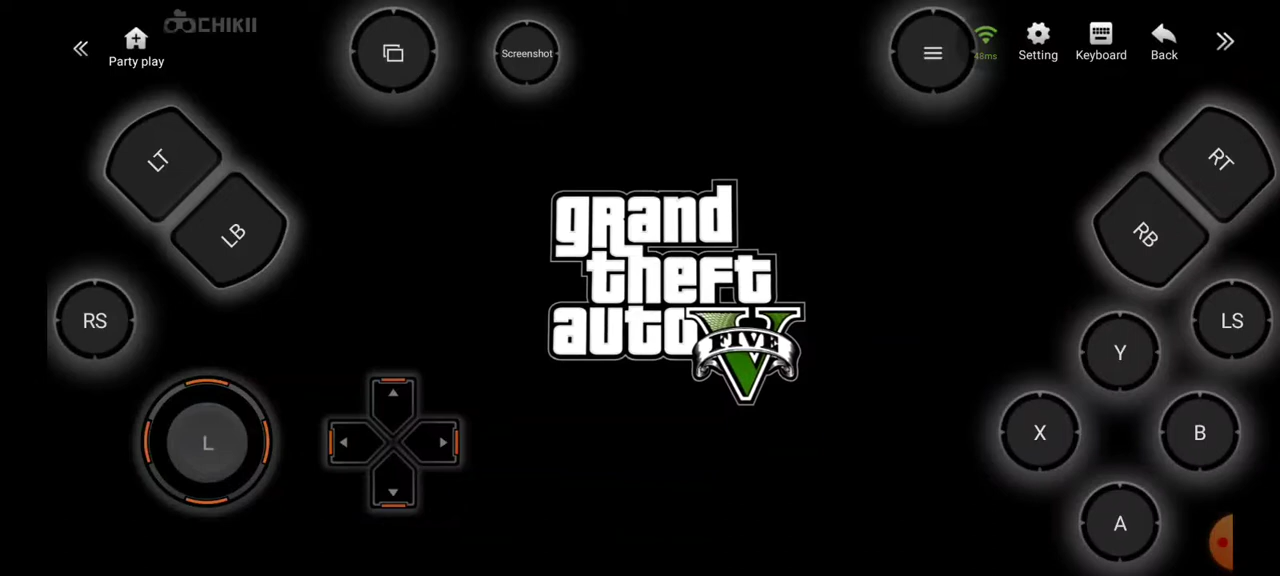 CHIKII
Party play
Screenshot
48ms
Setting
Keyboard
Back
LT
LB
RT
RB
RS
LS
grand
theft
auto V
FIVE
Y
X
B
A
L